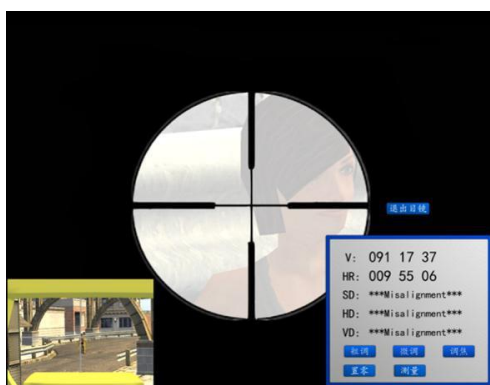 退出目镜
V: 091 17 37
HR: 009 55 06
SD: ***Misalignment***
HD: ***Misalignment***
VD: ***Misalignment***
粗调 微调 调焦
置零 测量